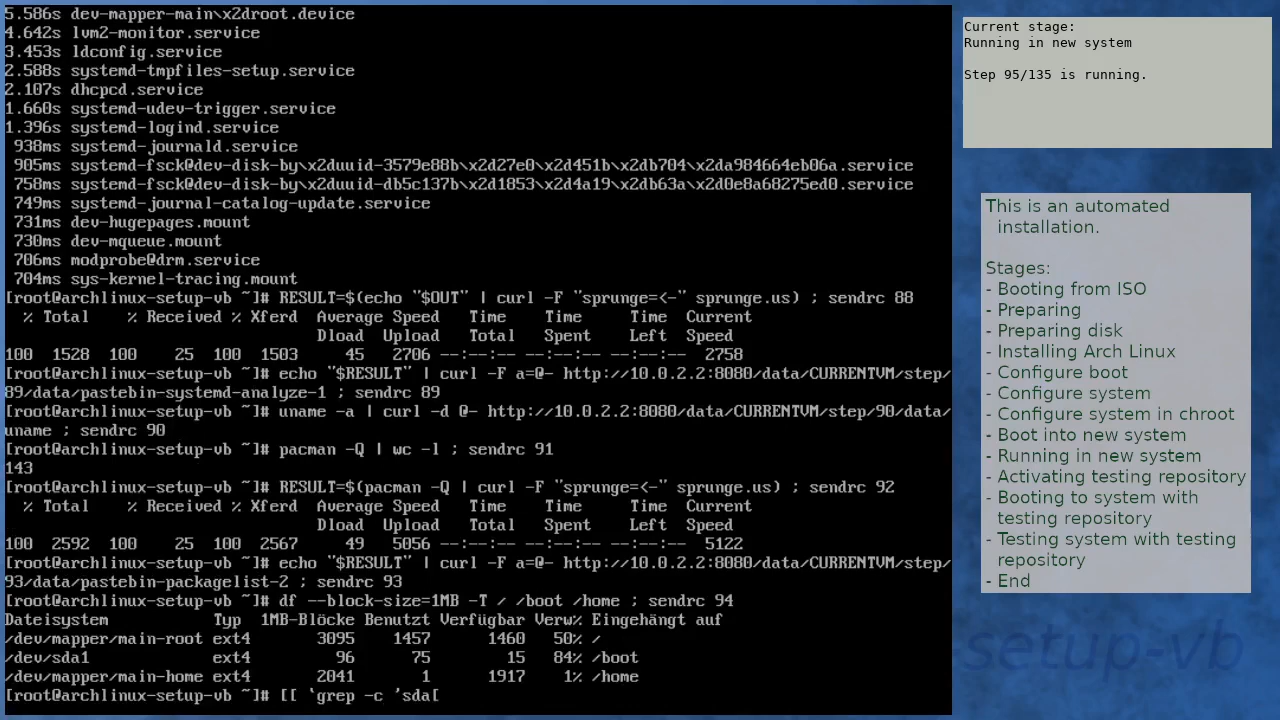 5.586s dev-mapper-main\x2droot.device
4.642s lvm2-monitor.service
3.453s ldconfig.service
2.588s systemd-tmpfiles-setup.service
2.107s dhcpcd.service
1.660s systemd-udev-trigger.service
1.396s systemd-logind.service
 938ms systemd-journald.service
 905ms systemd-fsck@dev-disk-by\x2duuid-3579e88b\x2d27e0\x2d451b\x2db704\x2da984664eb06a.service
 758ms systemd-fsck@dev-disk-by\x2duuid-db5c137b\x2d1853\x2d4a19\x2db63a\x2d0e8a68275ed0.service
 749ms systemd-journal-catalog-update.service
 731ms dev-hugepages.mount
 730ms dev-mqueue.mount
 706ms modprobe@drm.service
 704ms sys-kernel-tracing.mount
[root@archlinux-setup-vb ~]# RESULT=$(echo "$OUT" | curl -F "sprunge=<-" sprunge.us) ; sendrc 88
  % Total    % Received % Xferd  Average Speed   Time    Time     Time  Current
                                 Dload  Upload   Total   Spent    Left  Speed
100  1528  100    25  100  1503     45   2706 --:--:-- --:--:-- --:--:--  2758
[root@archlinux-setup-vb ~]# echo "$RESULT" | curl -F a=@- http://10.0.2.2:8080/data/CURRENTVM/step/
89/data/pastebin-systemd-analyze-1 ; sendrc 89
[root@archlinux-setup-vb ~]# uname -a | curl -d @- http://10.0.2.2:8080/data/CURRENTVM/step/90/data/
uname ; sendrc 90
[root@archlinux-setup-vb ~]# pacman -Q | wc -l ; sendrc 91
143
[root@archlinux-setup-vb ~]# RESULT=$(pacman -Q | curl -F "sprunge=<-" sprunge.us) ; sendrc 92
  % Total    % Received % Xferd  Average Speed   Time    Time     Time  Current
                                 Dload  Upload   Total   Spent    Left  Speed
100  2592  100    25  100  2567     49   5056 --:--:-- --:--:-- --:--:--  5122
[root@archlinux-setup-vb ~]# echo "$RESULT" | curl -F a=@- http://10.0.2.2:8080/data/CURRENTVM/step/
93/data/pastebin-packagelist-2 ; sendrc 93
[root@archlinux-setup-vb ~]# df --block-size=1MB -T / /boot /home ; sendrc 94
Dateisystem           Typ  1MB-Blöcke Benutzt Verfügbar Verw% Eingehängt auf
/dev/mapper/main-root ext4       3095    1457      1460   50% /
/dev/sda1             ext4         96      75        15   84% /boot
/dev/mapper/main-home ext4       2041       1      1917    1% /home
[root@archlinux-setup-vb ~]# [[ `grep -c 'sda[
Current stage:
Running in new system
Step 95/135 is running.
This is an automated
installation.
Stages:
- Booting from ISO
- Preparing
- Preparing disk
- Installing Arch Linux
- Configure boot
- Configure system
- Configure system in chroot
- Boot into new system
- Running in new system
- Activating testing repository
- Booting to system with
testing repository
- Testing system with testing
repository
- End
setup-vb